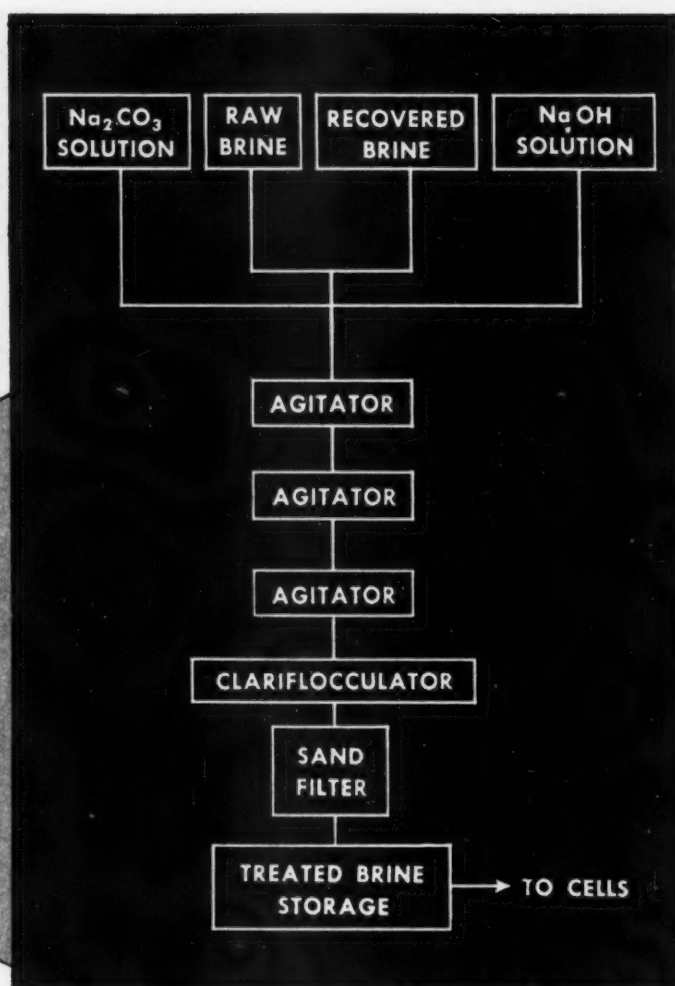 Na₂CO₃
SOLUTION
RAW
BRINE
RECOVERED
BRINE
NaOH
SOLUTION
AGITATOR
AGITATOR
AGITATOR
CLARIFLOCCULATOR
SAND
FILTER
TREATED BRINE
STORAGE
TO CELLS